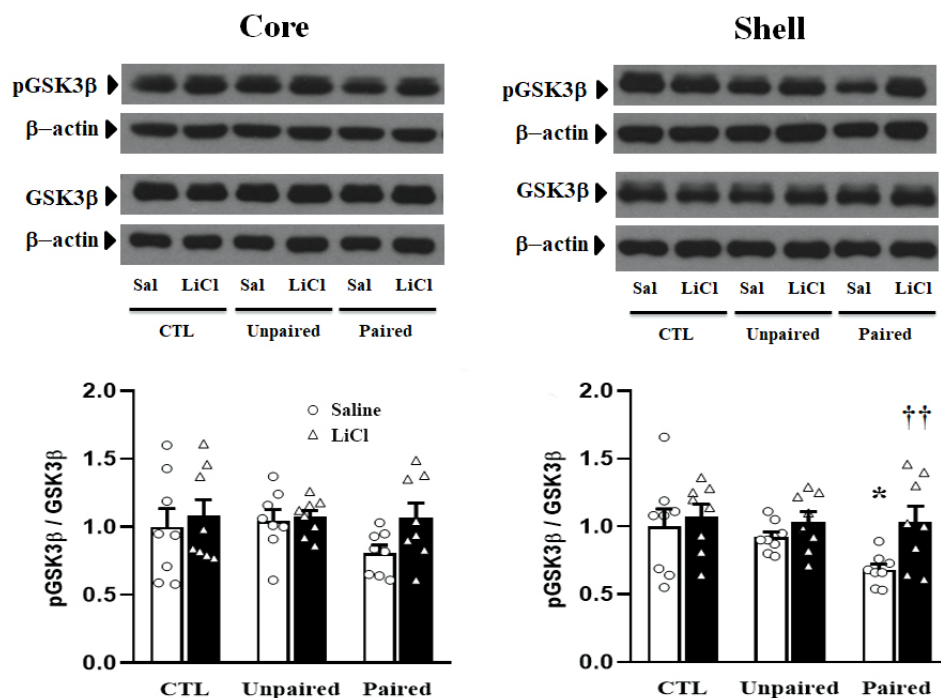 Core
pGSK3β
β–actin
GSK3β
β–actin
Sal LiCl Sal LiCl Sal LiCl
CTL Unpaired Paired
2.0
1.5
1.0
0.5
0.0
pGSK3β / GSK3β
○ Saline
△ LiCl
CTL Unpaired Paired
Shell
pGSK3β
β–actin
GSK3β
β–actin
Sal LiCl Sal LiCl Sal LiCl
CTL Unpaired Paired
2.0
1.5
1.0
0.5
0.0
pGSK3β / GSK3β
††
*
CTL Unpaired Paired